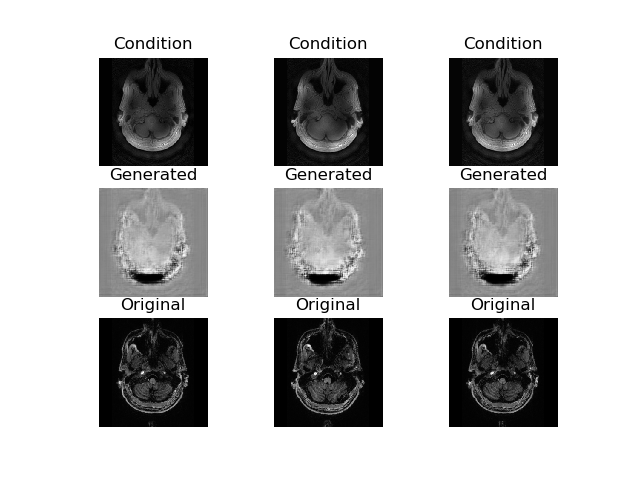 Condition Condition Condition
Generated Generated Generated
Original Original Original